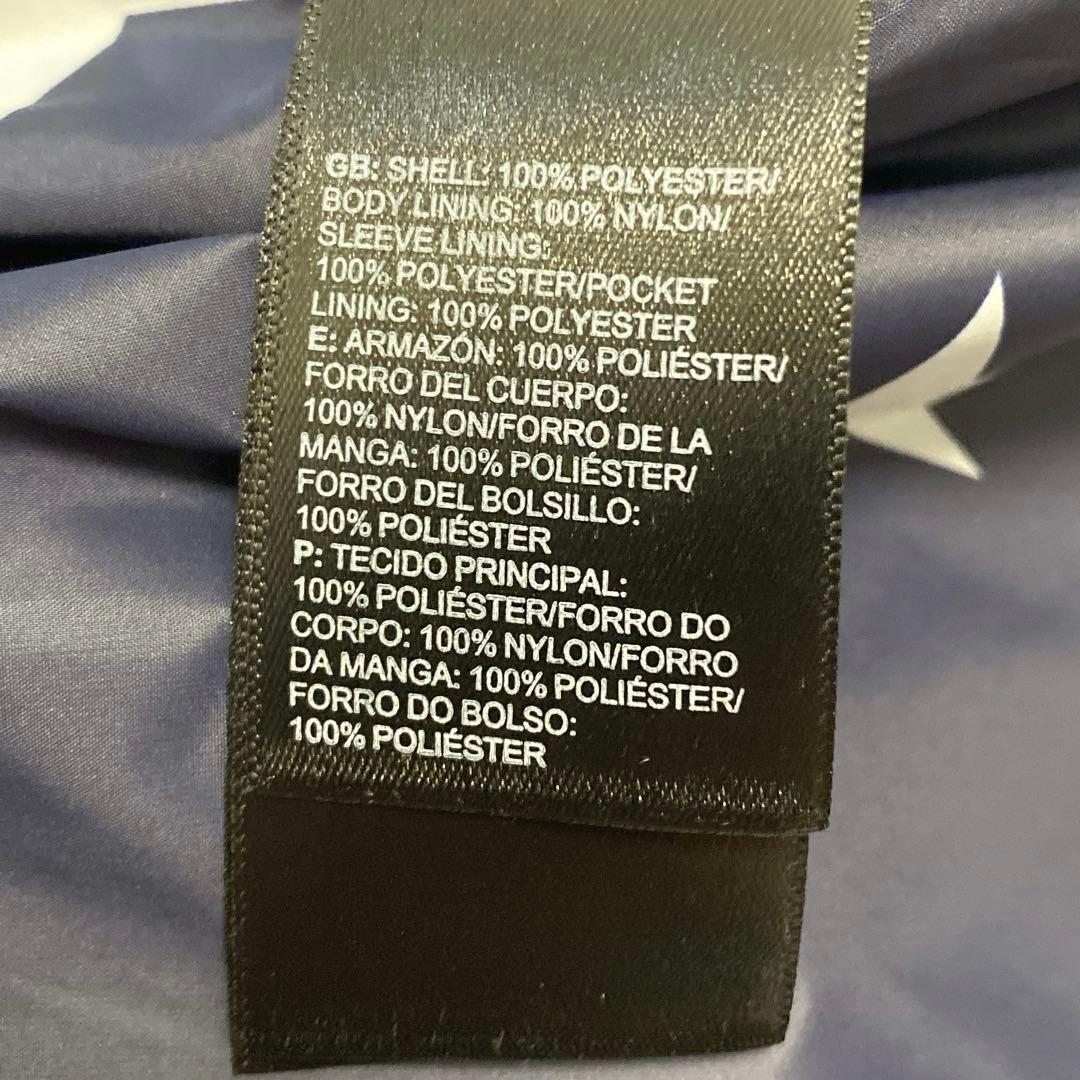 GB: SHELL: 100% POLYESTER/
BODY LINING: 100% NYLON/
SLEEVE LINING:
100% POLYESTER/POCKET
LINING: 100% POLYESTER
E: ARMAZÓN: 100% POLIÉSTER/
FORRO DEL CUERPO:
100% NYLON/FORRO DE LA
MANGA: 100% POLIÉSTER/
FORRO DEL BOLSILLO:
100% POLIÉSTER
P: TECIDO PRINCIPAL:
100% POLIÉSTER/FORRO DO
CORPO: 100% NYLON/FORRO
DA MANGA: 100% POLIÉSTER/
FORRO DO BOLSO:
100% POLIÉSTER